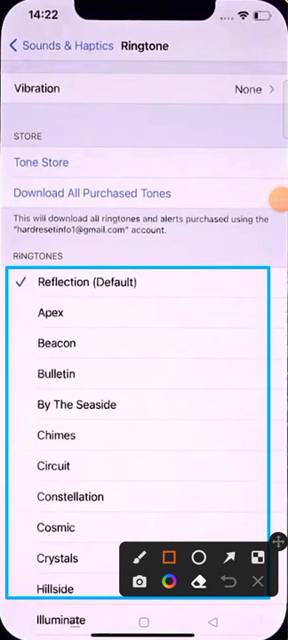 14:22
Sounds & Haptics Ringtone
Vibration None
STORE
Tone Store
Download All Purchased Tones
This will download all ringtones and alerts purchased using the
"hardresetinfo1@gmail.com" account.
RINGTONES
Reflection (Default)
Apex
Beacon
Bulletin
By The Seaside
Chimes
Circuit
Constellation
Cosmic
Crystals
Hillside
Illuminate